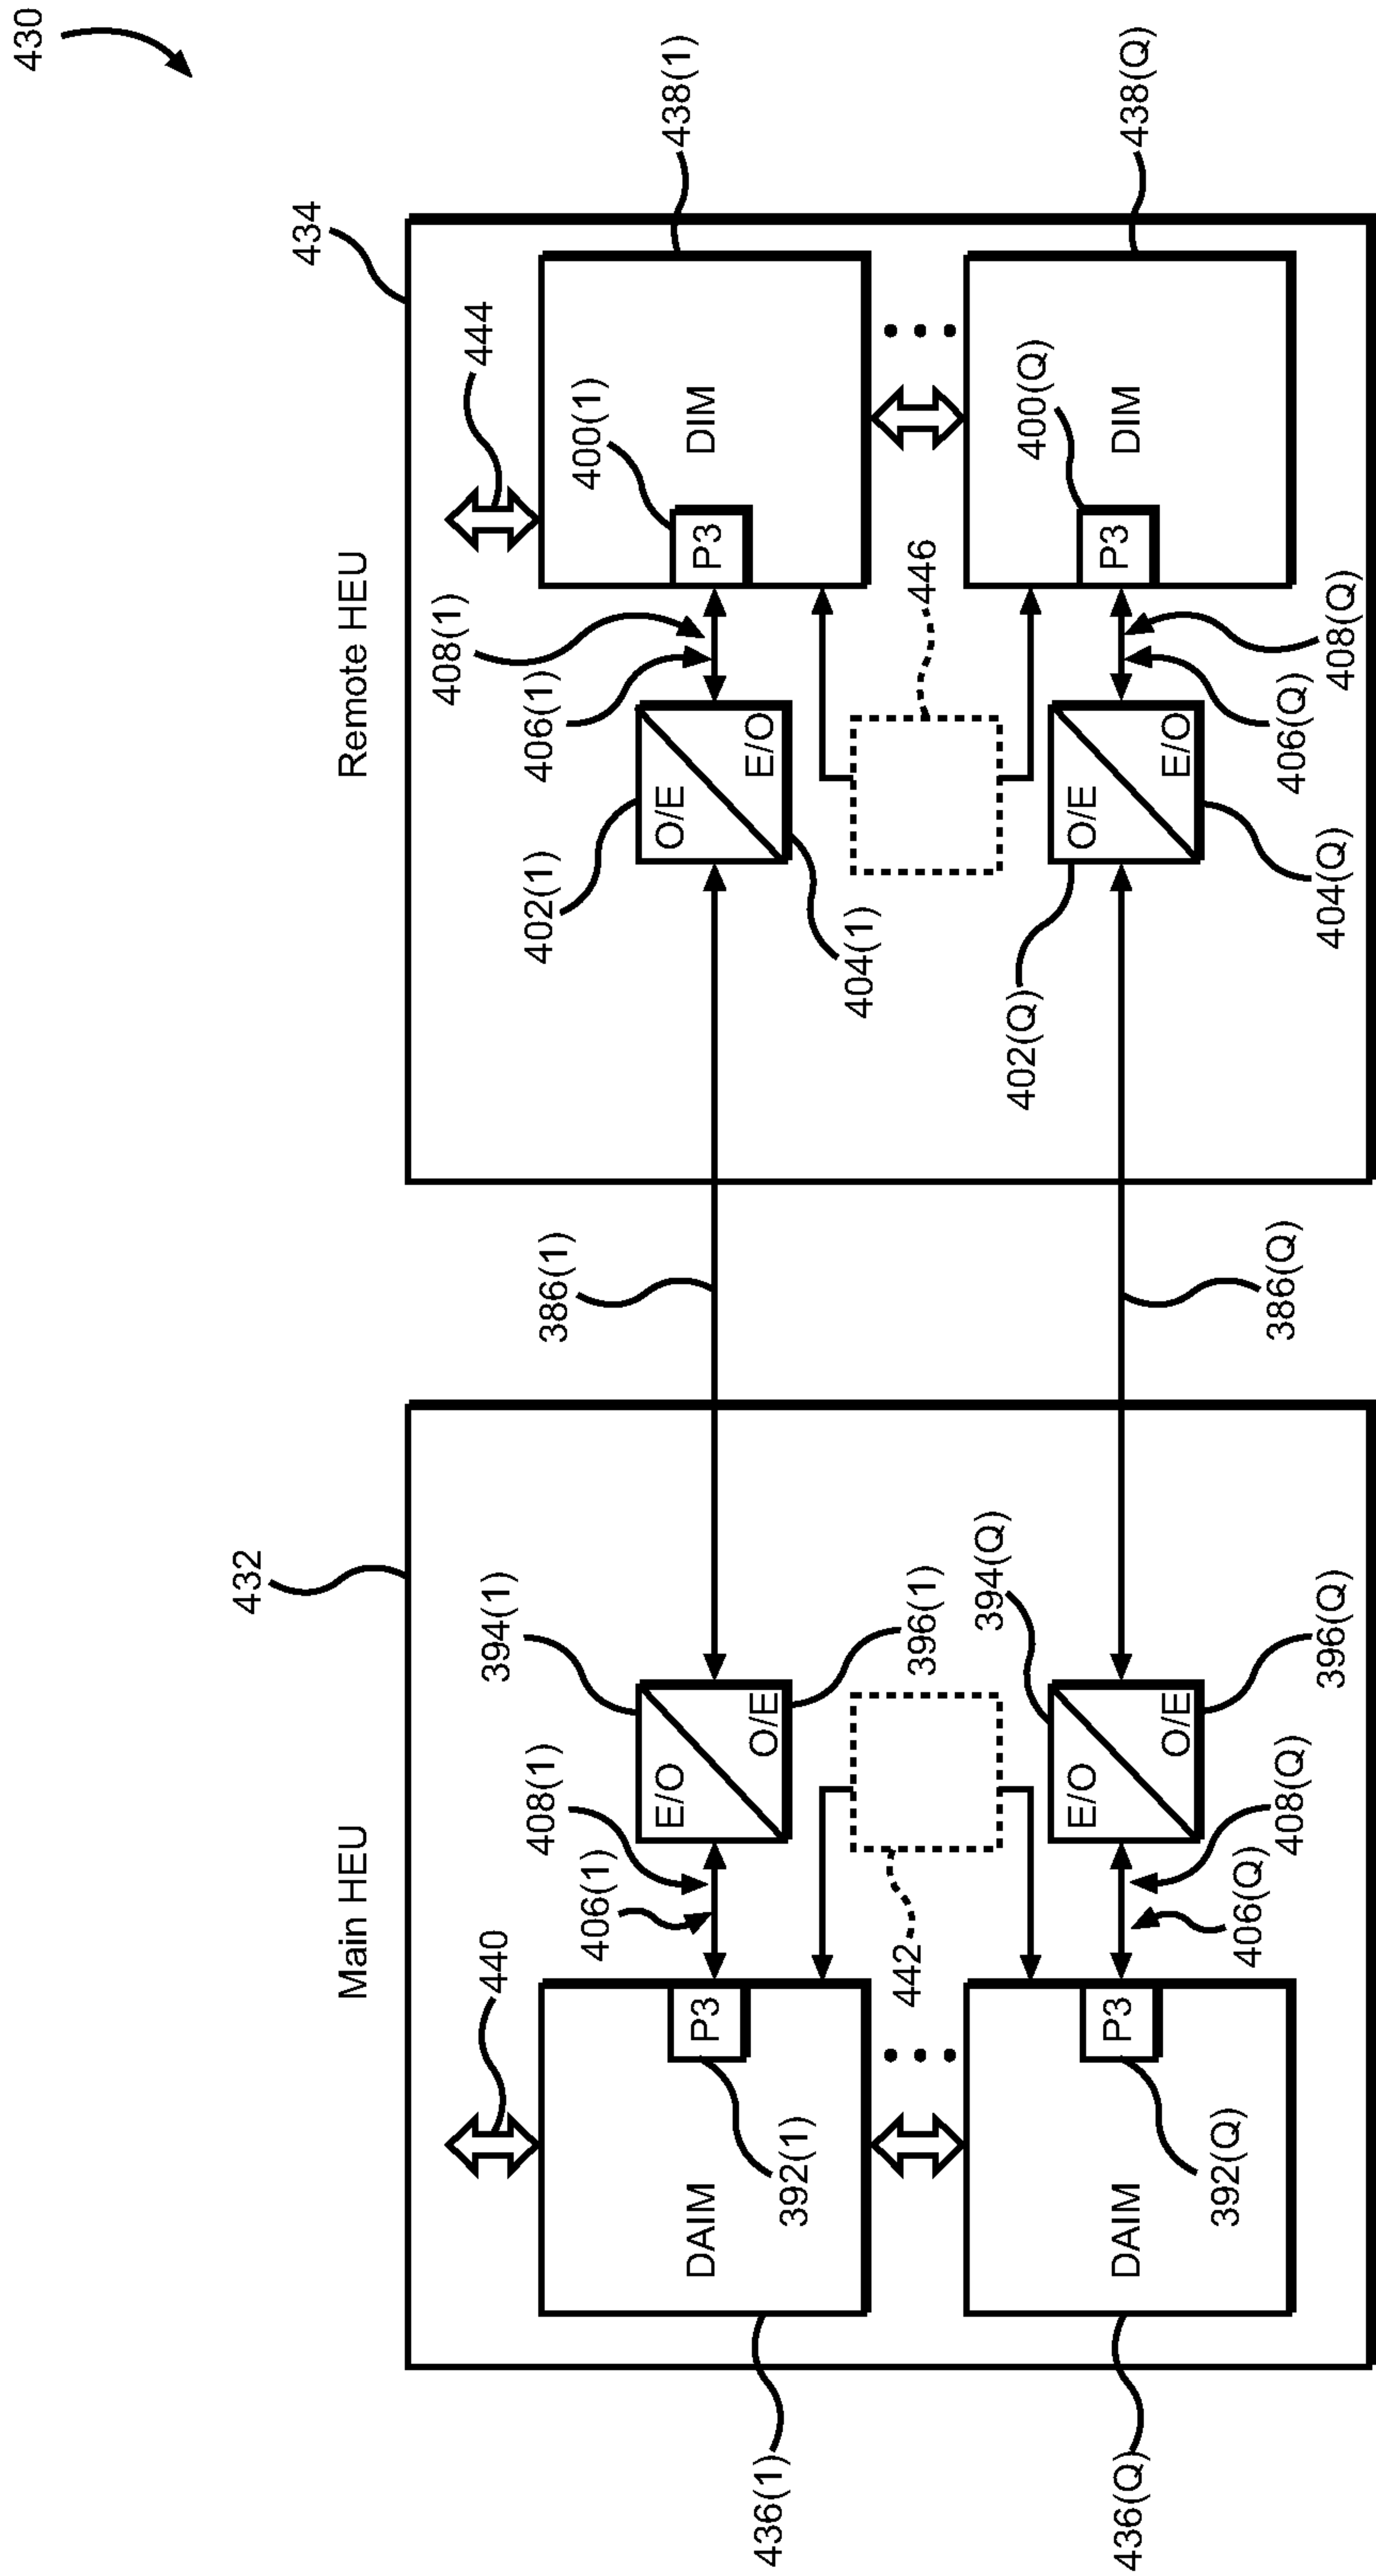 430
Main HEU
Remote HEU
432
434
440
444
394(1)
408(1)
406(1)
386(1)
402(1)
406(1)
408(1)
400(1)
438(1)
436(1)
DAIM
P3
392(1)
E/O
O/E
396(1)
O/E
E/O
404(1)
P3
DIM
442
446
394(Q)
402(Q)
400(Q)
438(Q)
436(Q)
DAIM
P3
392(Q)
E/O
O/E
O/E
E/O
P3
DIM
406(Q)
408(Q)
396(Q)
386(Q)
404(Q)
406(Q)
408(Q)